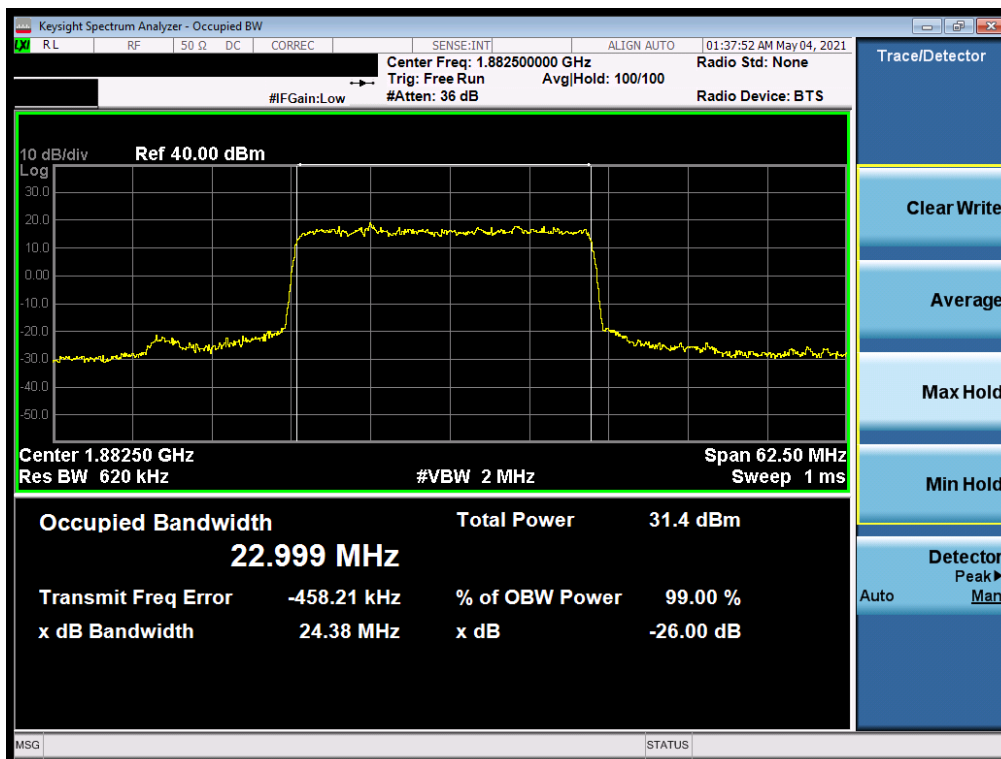 Keysight Spectrum Analyzer - Occupied BW
LXI RL RF 50 Ω DC CORREC SENSE:INT ALIGN AUTO 01:37:52 AM May 04, 2021
Center Freq: 1.882500000 GHz Radio Std: None
Trig: Free Run Avg|Hold: 100/100
#IFGain:Low #Atten: 36 dB Radio Device: BTS
Trace/Detector
10 dB/div Ref 40.00 dBm
Log
30.0
20.0
10.0
0.00
-10.0
-20.0
-30.0
-40.0
-50.0
Center 1.88250 GHz Span 62.50 MHz
Res BW 620 kHz #VBW 2 MHz Sweep 1 ms
Occupied Bandwidth Total Power 31.4 dBm
22.999 MHz
Transmit Freq Error -458.21 kHz % of OBW Power 99.00 %
x dB Bandwidth 24.38 MHz x dB -26.00 dB
Clear Write
Average
Max Hold
Min Hold
Detector
Peak▶
Auto Man
MSG STATUS